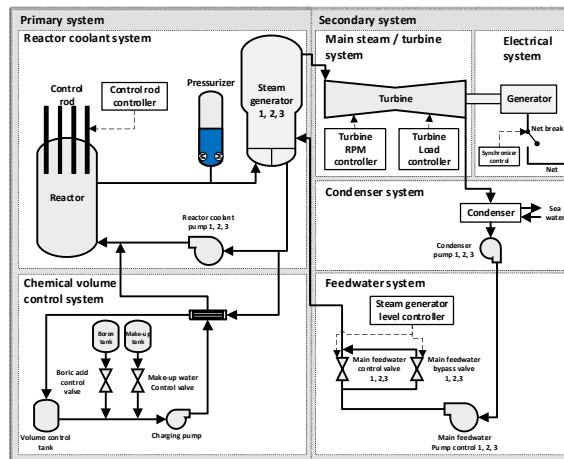 Primary system
Secondary system
Reactor coolant system
Main steam / turbine
system
Electrical
system
Control
rod
Control rod
controller
Pressurizer
Steam
generator
1, 2, 3
Turbine
Generator
Turbine
RPM
controller
Turbine
Load
controller
Net break
Synchronizer
control
Net
Reactor
Reactor coolant
pump 1, 2, 3
Condenser system
Condenser
Sea
water
Condenser
pump 1, 2, 3
Chemical volume
control system
Feedwater system
Steam generator
level controller
Boron
tank
Make-up
tank
Boric acid
control
valve
Make-up water
Control valve
Main feedwater
control valve
1, 2,3
Main feedwater
bypass valve
1, 2,3
Volume control
tank
Charging pump
Main feedwater
Pump control 1, 2, 3